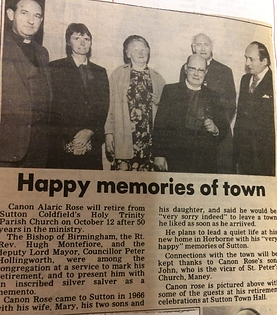 Happy memories of town
Canon Alaric Rose will retire from
Sutton Coldfield's Holy Trinity
Parish Church on October 12 after 50
years in the ministry.
The Bishop of Birmingham, the Rt.
Rev. Hugh Montefiore, and the
deputy Lord Mayor, Councillor Peter
Hollingworth, were among the
congregation at a service to mark his
retirement, and to present him with
an inscribed silver salver as a
memento.
Canon Rose came to Sutton in 1966
with his wife, Mary, his two sons and
his daughter, and said he would be
"very sorry indeed" to leave a town
he liked as soon as he arrived.
He plans to lead a quiet life at his
new home in Horborne with his "very
happy" memories of Sutton.
Connections with the town will be
kept thanks to Canon Rose's son
John, who is the vicar of St. Peter's
Church, Maney.
Canon rose is pictured above with
some of the guests at his retirement
celebrations at Sutton Town Hall.